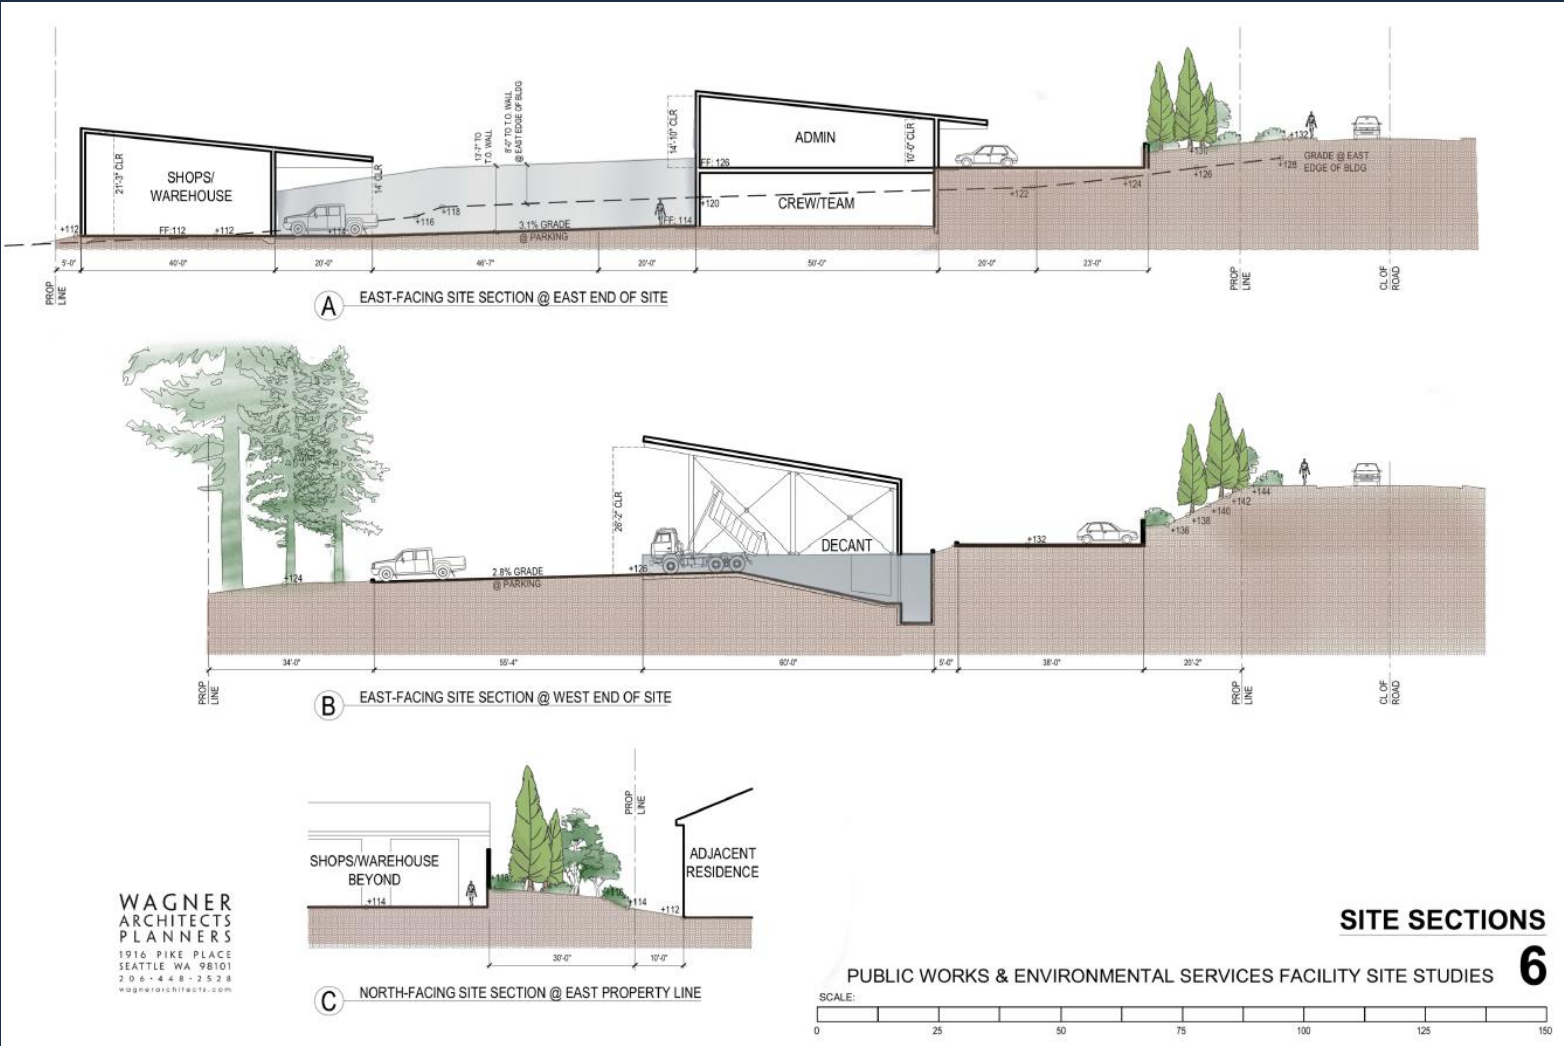 13'-7" TO
T.O. WALL
8'-0" TO T.O. WALL
@ EAST EDGE OF BLDG
14'-10" CLR
ADMIN
10'-0" CLR
+132
+130
GRADE @ EAST
EDGE OF BLDG
+128
+126
+124
+122
21'-3" CLR
SHOPS/
WAREHOUSE
14' CLR
FF: 126
CREW/TEAM
+120
+118
+116
FF: 114
3.1% GRADE
@ PARKING
+112
FF:112
+112
5'-0"
40'-0"
20'-0"
46'-7"
20'-0"
20'-0"
23'-0"
PROP
LINE
PROP
LINE
CL OF
ROAD
A
EAST-FACING SITE SECTION @ EAST END OF SITE
26'-2" CLR
DECANT
+144
+142
+140
+138
+136
+132
2.8% GRADE
@ PARKING
+126
+124
34'-0"
55'-4"
60'-0"
5'-0"
38'-0"
20'-2"
PROP
LINE
PROP
LINE
CL OF
ROAD
B
EAST-FACING SITE SECTION @ WEST END OF SITE
PROP
LINE
SHOPS/WAREHOUSE
BEYOND
ADJACENT
RESIDENCE
+114
+114
+112
30'-0"
10'-0"
C
NORTH-FACING SITE SECTION @ EAST PROPERTY LINE
WAGNER
ARCHITECTS
PLANNERS
1916 PIKE PLACE
SEATTLE WA 98101
206·448·2528
wagnerarchitects.com
SITE SECTIONS
PUBLIC WORKS & ENVIRONMENTAL SERVICES FACILITY SITE STUDIES 6
SCALE:
0 25 50 75 100 125 150